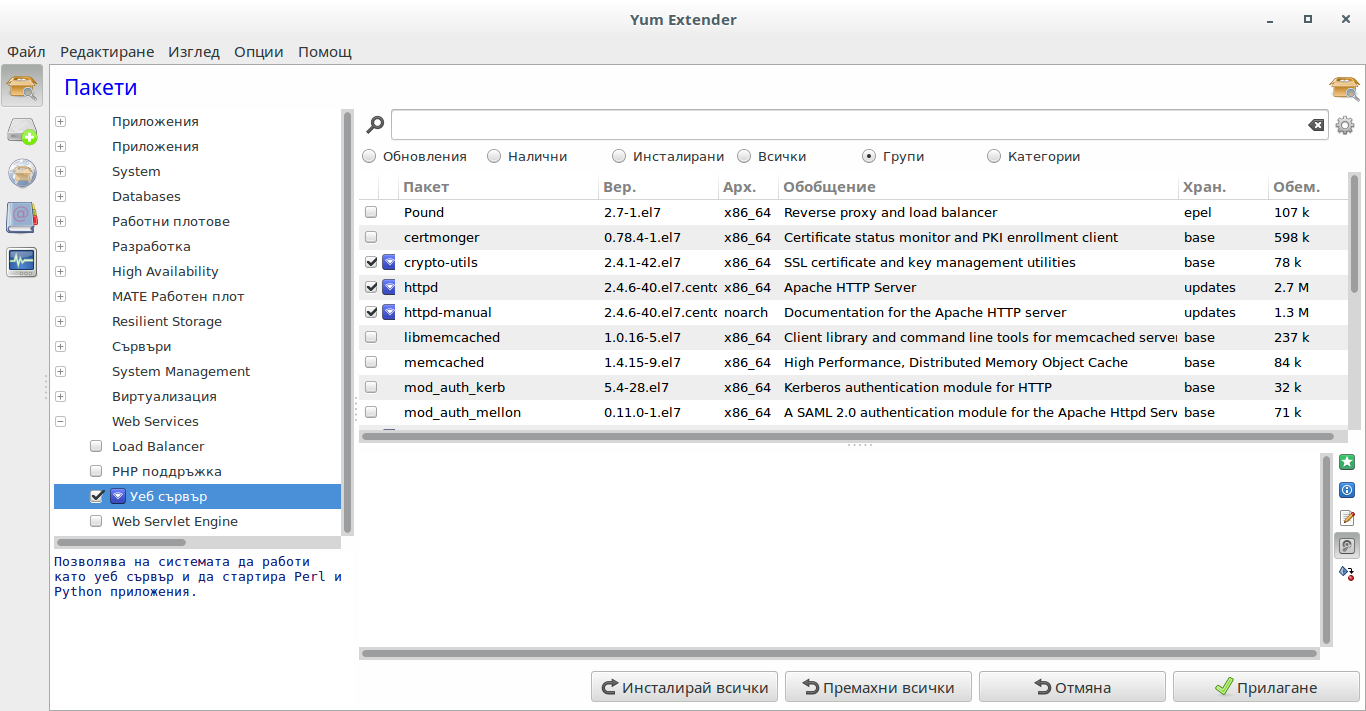 Yum Extender
Файл Редактиране Изглед Опции Помощ
Пакети
Приложения
Приложения
System
Databases
Работни плотове
Разработка
High Availability
MATE Работен плот
Resilient Storage
Сървъри
System Management
Виртуализация
Web Services
Load Balancer
PHP поддръжка
Уеб сървър
Web Servlet Engine
Позволява на системата да работи
като уеб сървър и да стартира Perl и
Python приложения.
Обновления Налични Инсталирани Всички Групи Категории
Пакет Вер. Арх. Обобщение Хран. Обем.
Pound 2.7-1.el7 x86_64 Reverse proxy and load balancer epel 107 k
certmonger 0.78.4-1.el7 x86_64 Certificate status monitor and PKI enrollment client base 598 k
crypto-utils 2.4.1-42.el7 x86_64 SSL certificate and key management utilities base 78 k
httpd 2.4.6-40.el7.cento x86_64 Apache HTTP Server updates 2.7 M
httpd-manual 2.4.6-40.el7.cento noarch Documentation for the Apache HTTP server updates 1.3 M
libmemcached 1.0.16-5.el7 x86_64 Client library and command line tools for memcached server base 237 k
memcached 1.4.15-9.el7 x86_64 High Performance, Distributed Memory Object Cache base 84 k
mod_auth_kerb 5.4-28.el7 x86_64 Kerberos authentication module for HTTP base 32 k
mod_auth_mellon 0.11.0-1.el7 x86_64 A SAML 2.0 authentication module for the Apache Httpd Serv base 71 k
Инсталирай всички Премахни всички Отмяна Прилагане